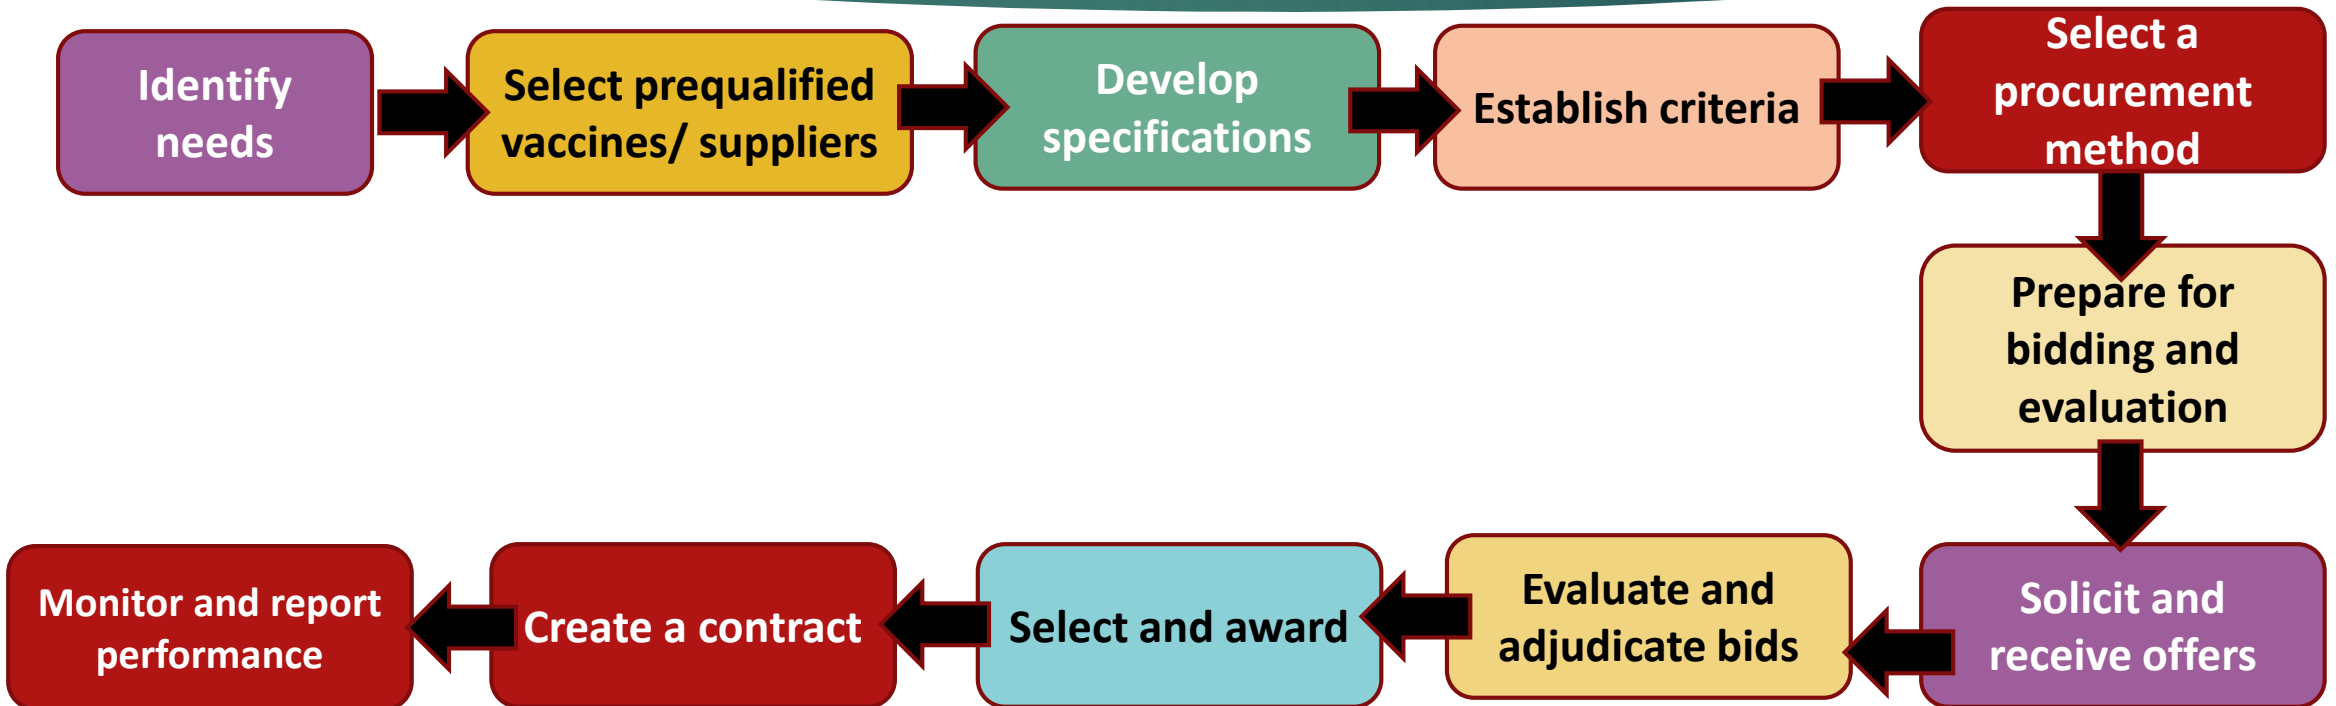 Identify
needs
Select prequalified
vaccines/ suppliers
Develop
specifications
Establish criteria
Select a
procurement
method
Prepare for
bidding and
evaluation
Solicit and
receive offers
Evaluate and
adjudicate bids
Select and award
Create a contract
Monitor and report
performance